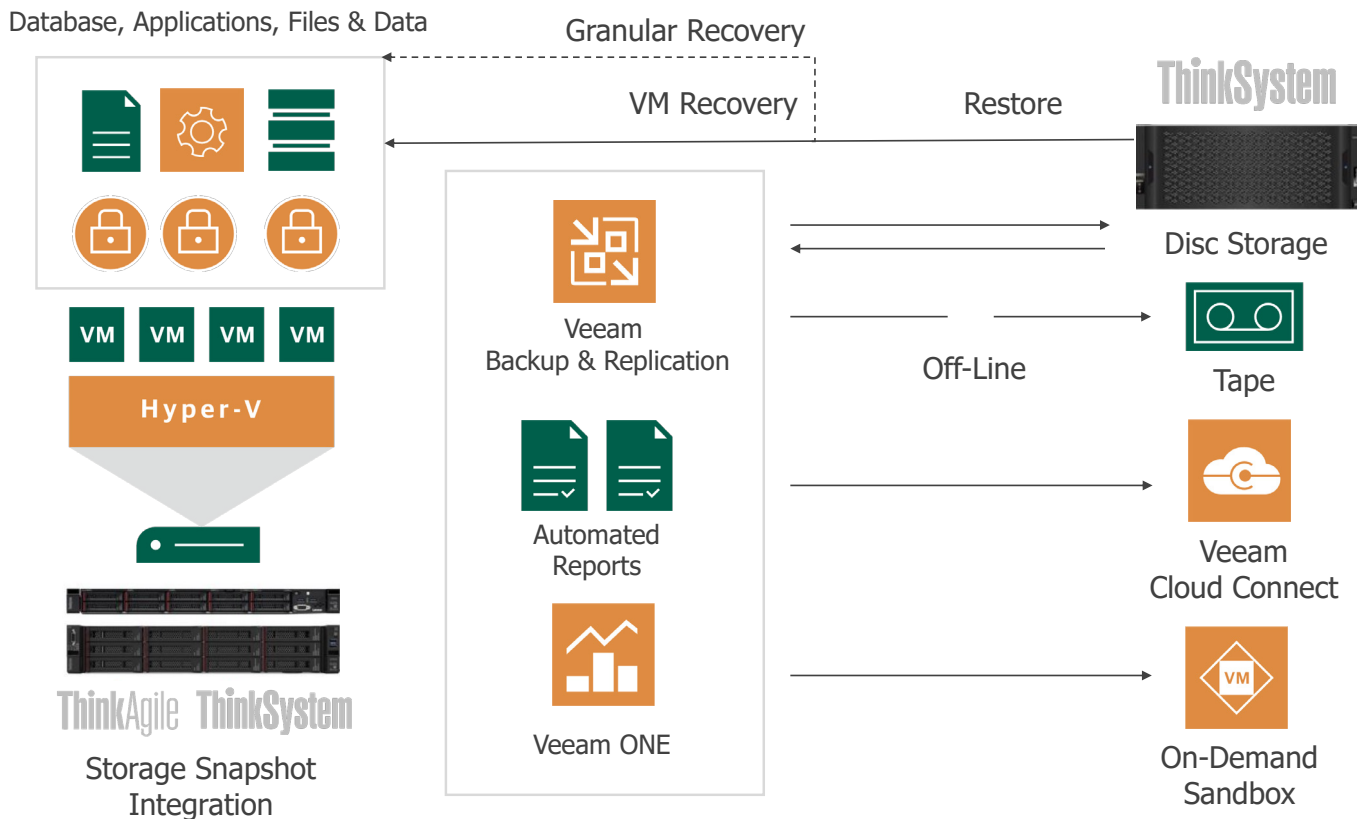 Database, Applications, Files & Data
Granular Recovery
VM Recovery
Restore
ThinkSystem
Disc Storage
VM VM VM VM
Hyper-V
ThinkAgile ThinkSystem
Storage Snapshot
Integration
Veeam
Backup & Replication
Automated
Reports
Veeam ONE
Off-Line
Tape
Veeam
Cloud Connect
VM
On-Demand
Sandbox